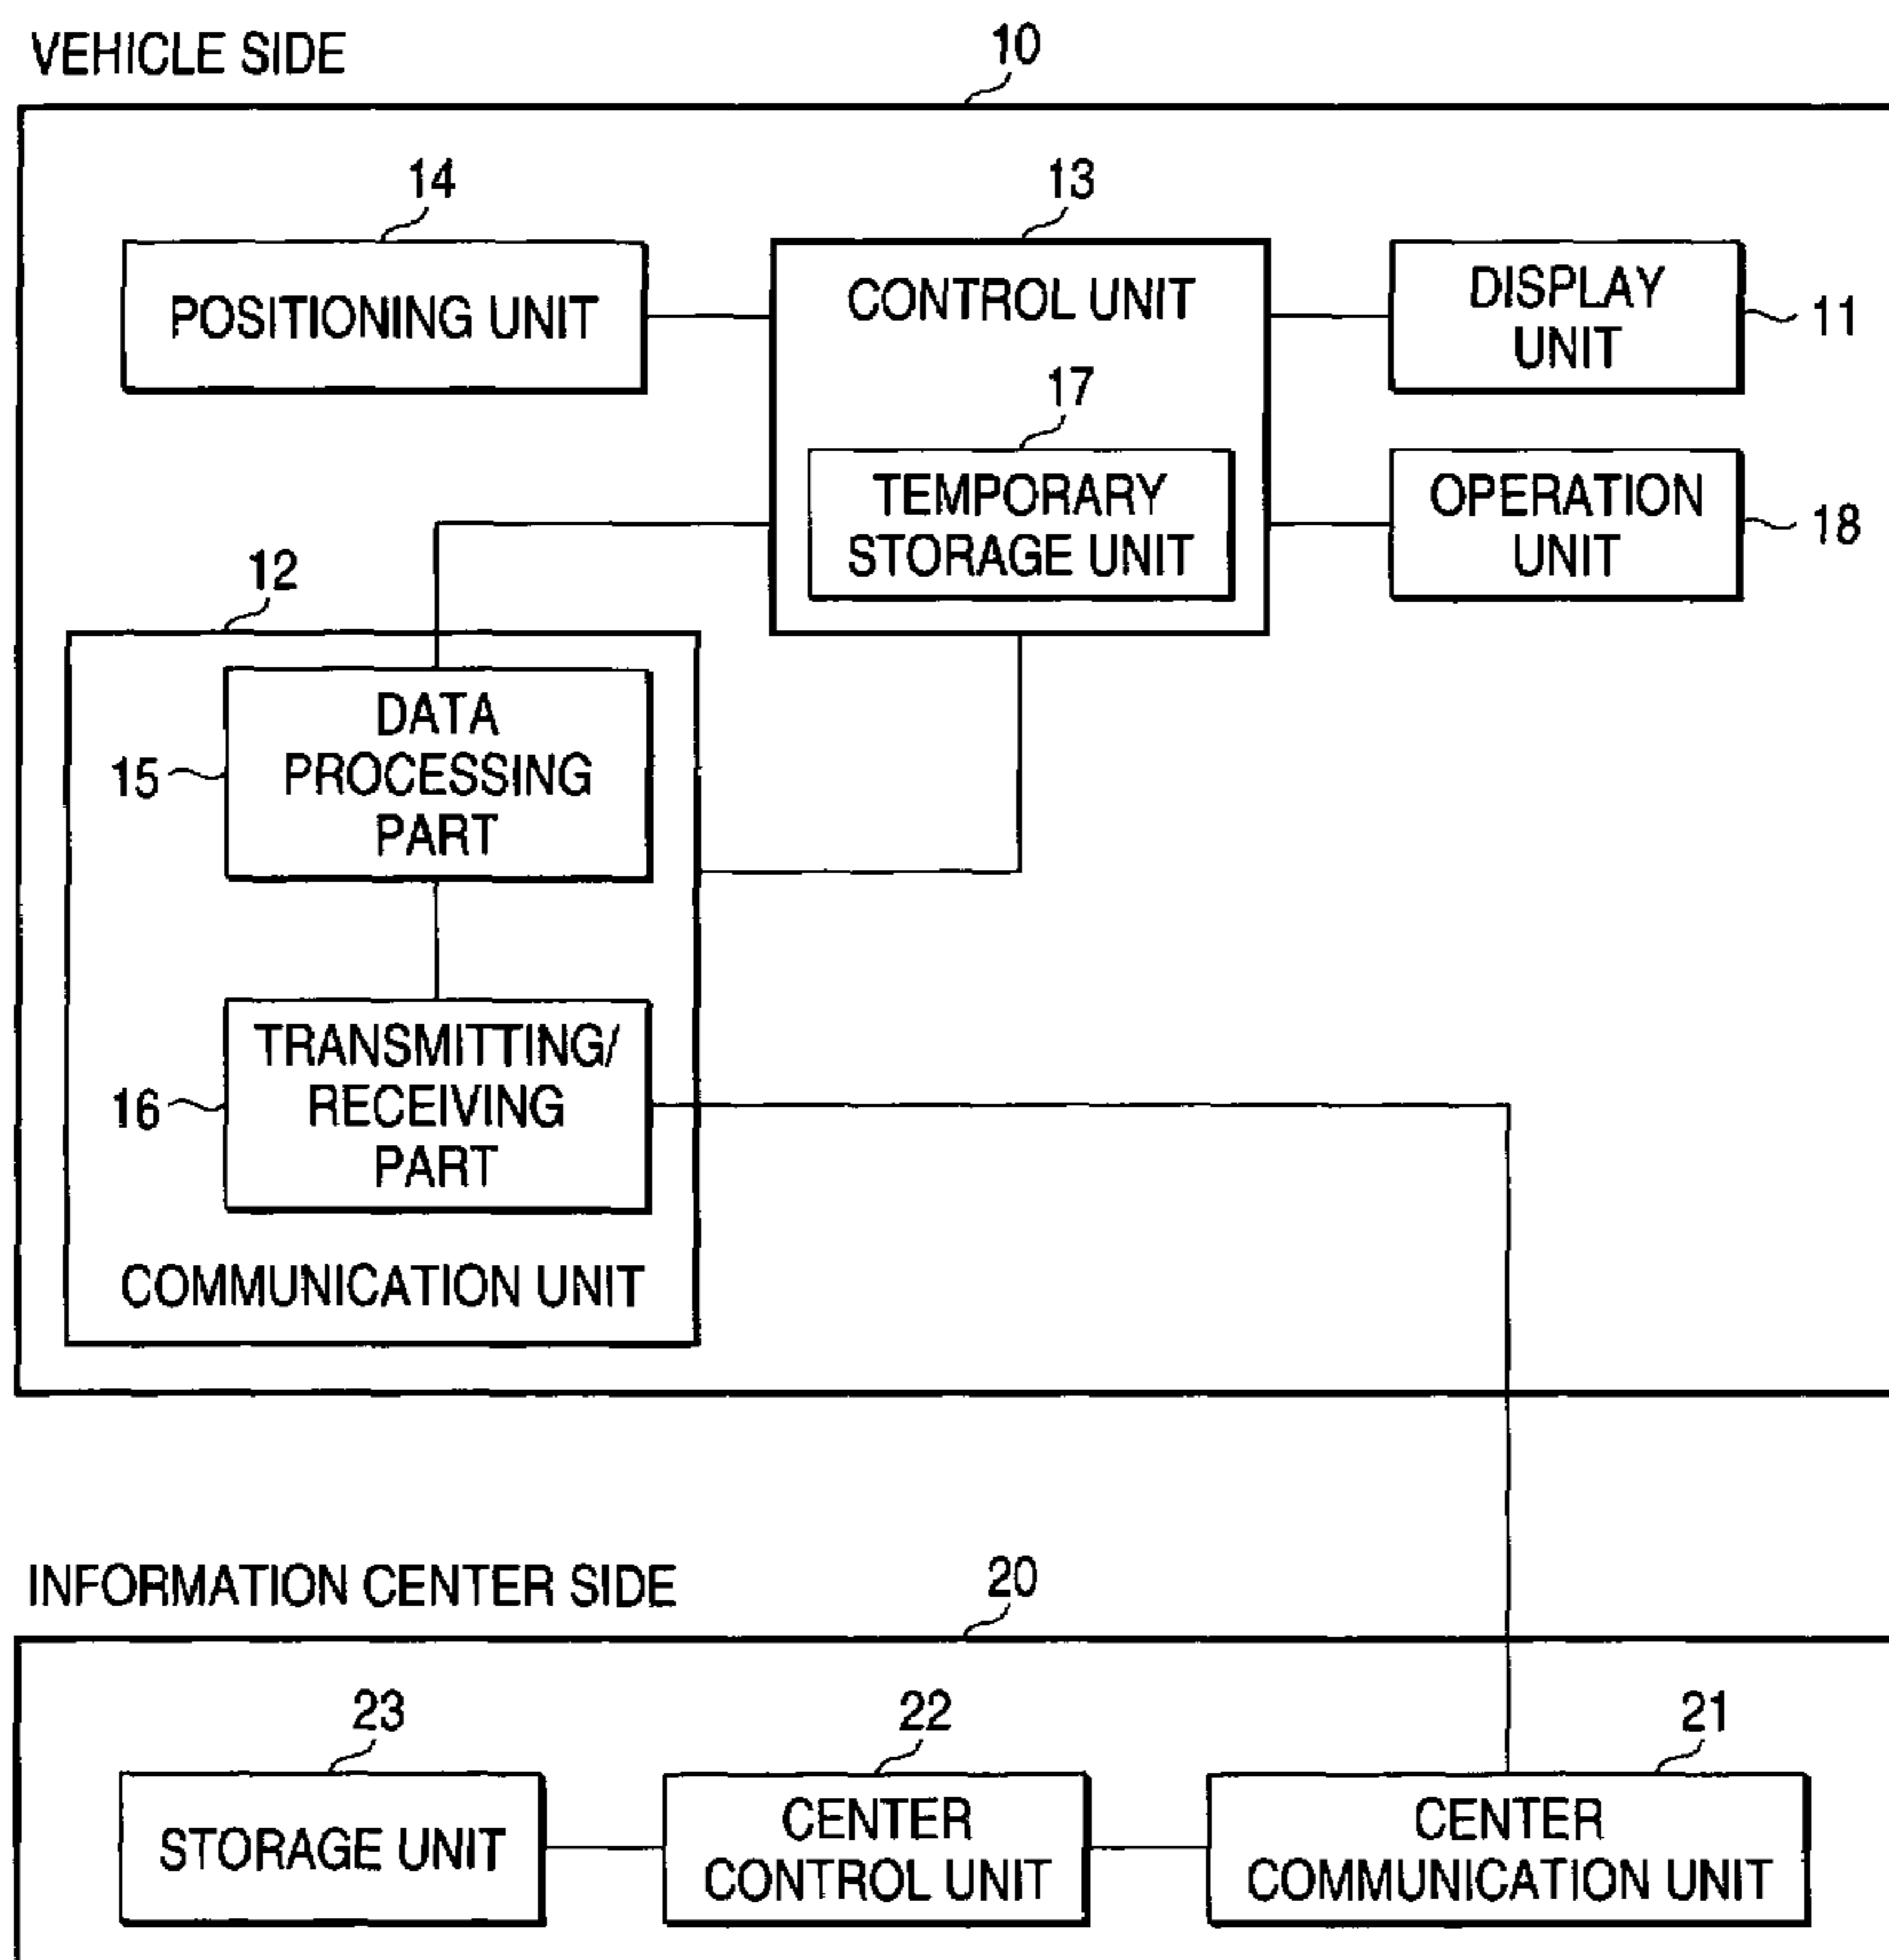 VEHICLE SIDE
10
14
13
POSITIONING UNIT
CONTROL UNIT
DISPLAY
UNIT
11
17
TEMPORARY
STORAGE UNIT
OPERATION
UNIT
18
12
DATA
PROCESSING
PART
15
TRANSMITTING/
RECEIVING
PART
16
COMMUNICATION UNIT
INFORMATION CENTER SIDE
20
23
22
21
STORAGE UNIT
CENTER
CONTROL UNIT
CENTER
COMMUNICATION UNIT